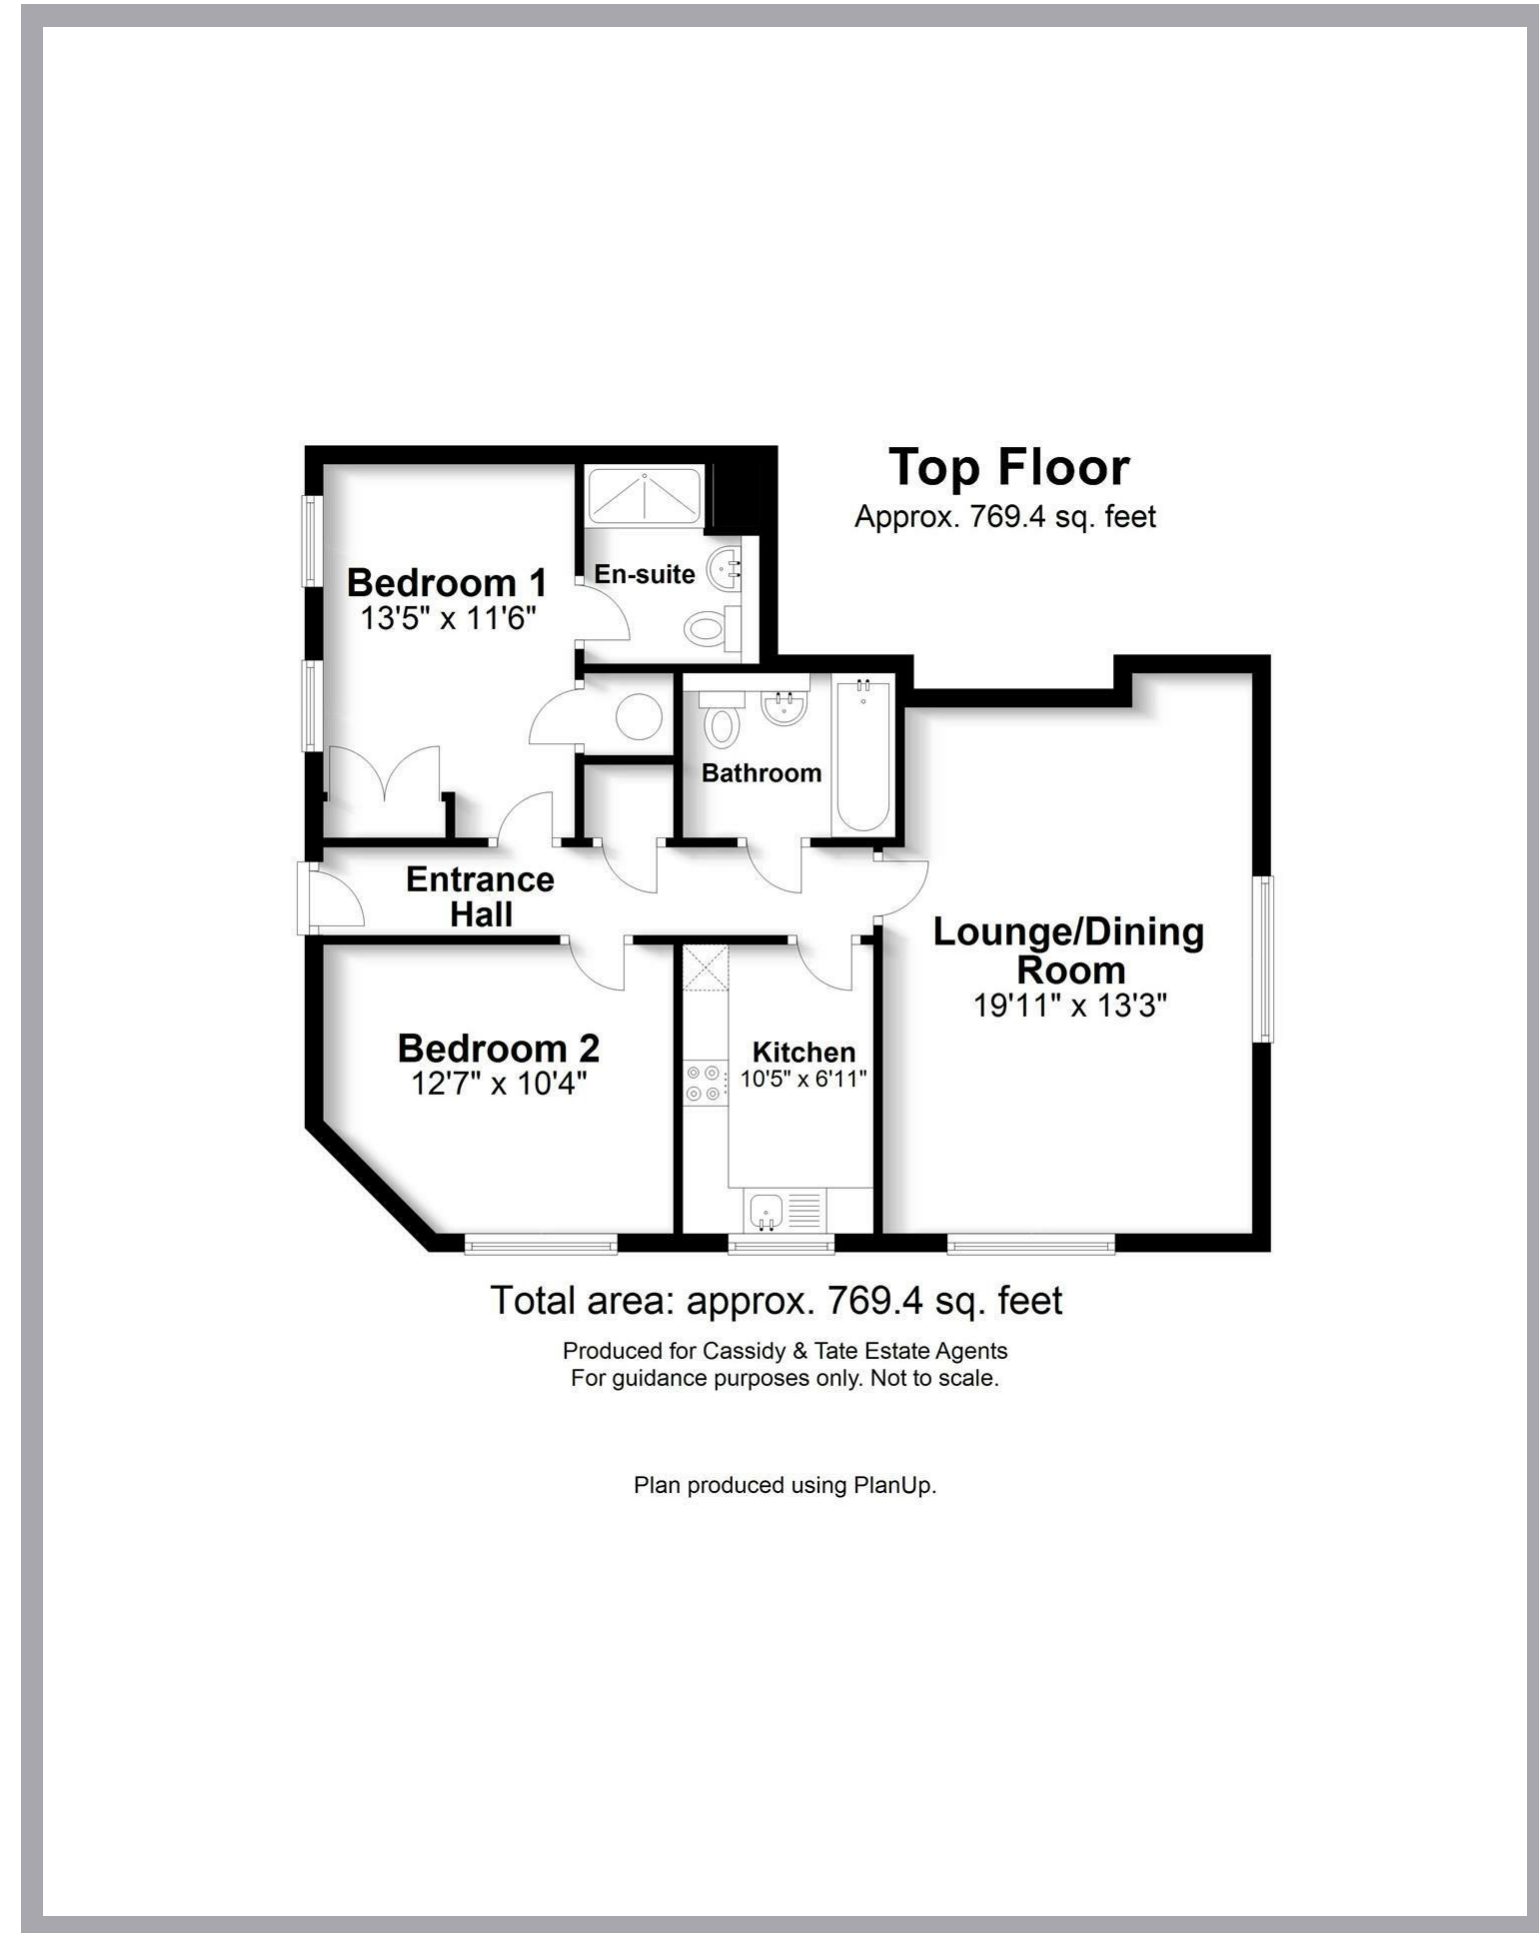 Top Floor
Approx. 769.4 sq. feet
Bedroom 1
13'5" x 11'6"
En-suite
Bathroom
Entrance
Hall
Lounge/Dining
Room
19'11" x 13'3"
Bedroom 2
12'7" x 10'4"
Kitchen
10'5" x 6'11"
Total area: approx. 769.4 sq. feet
Produced for Cassidy & Tate Estate Agents
For guidance purposes only. Not to scale.
Plan produced using PlanUp.